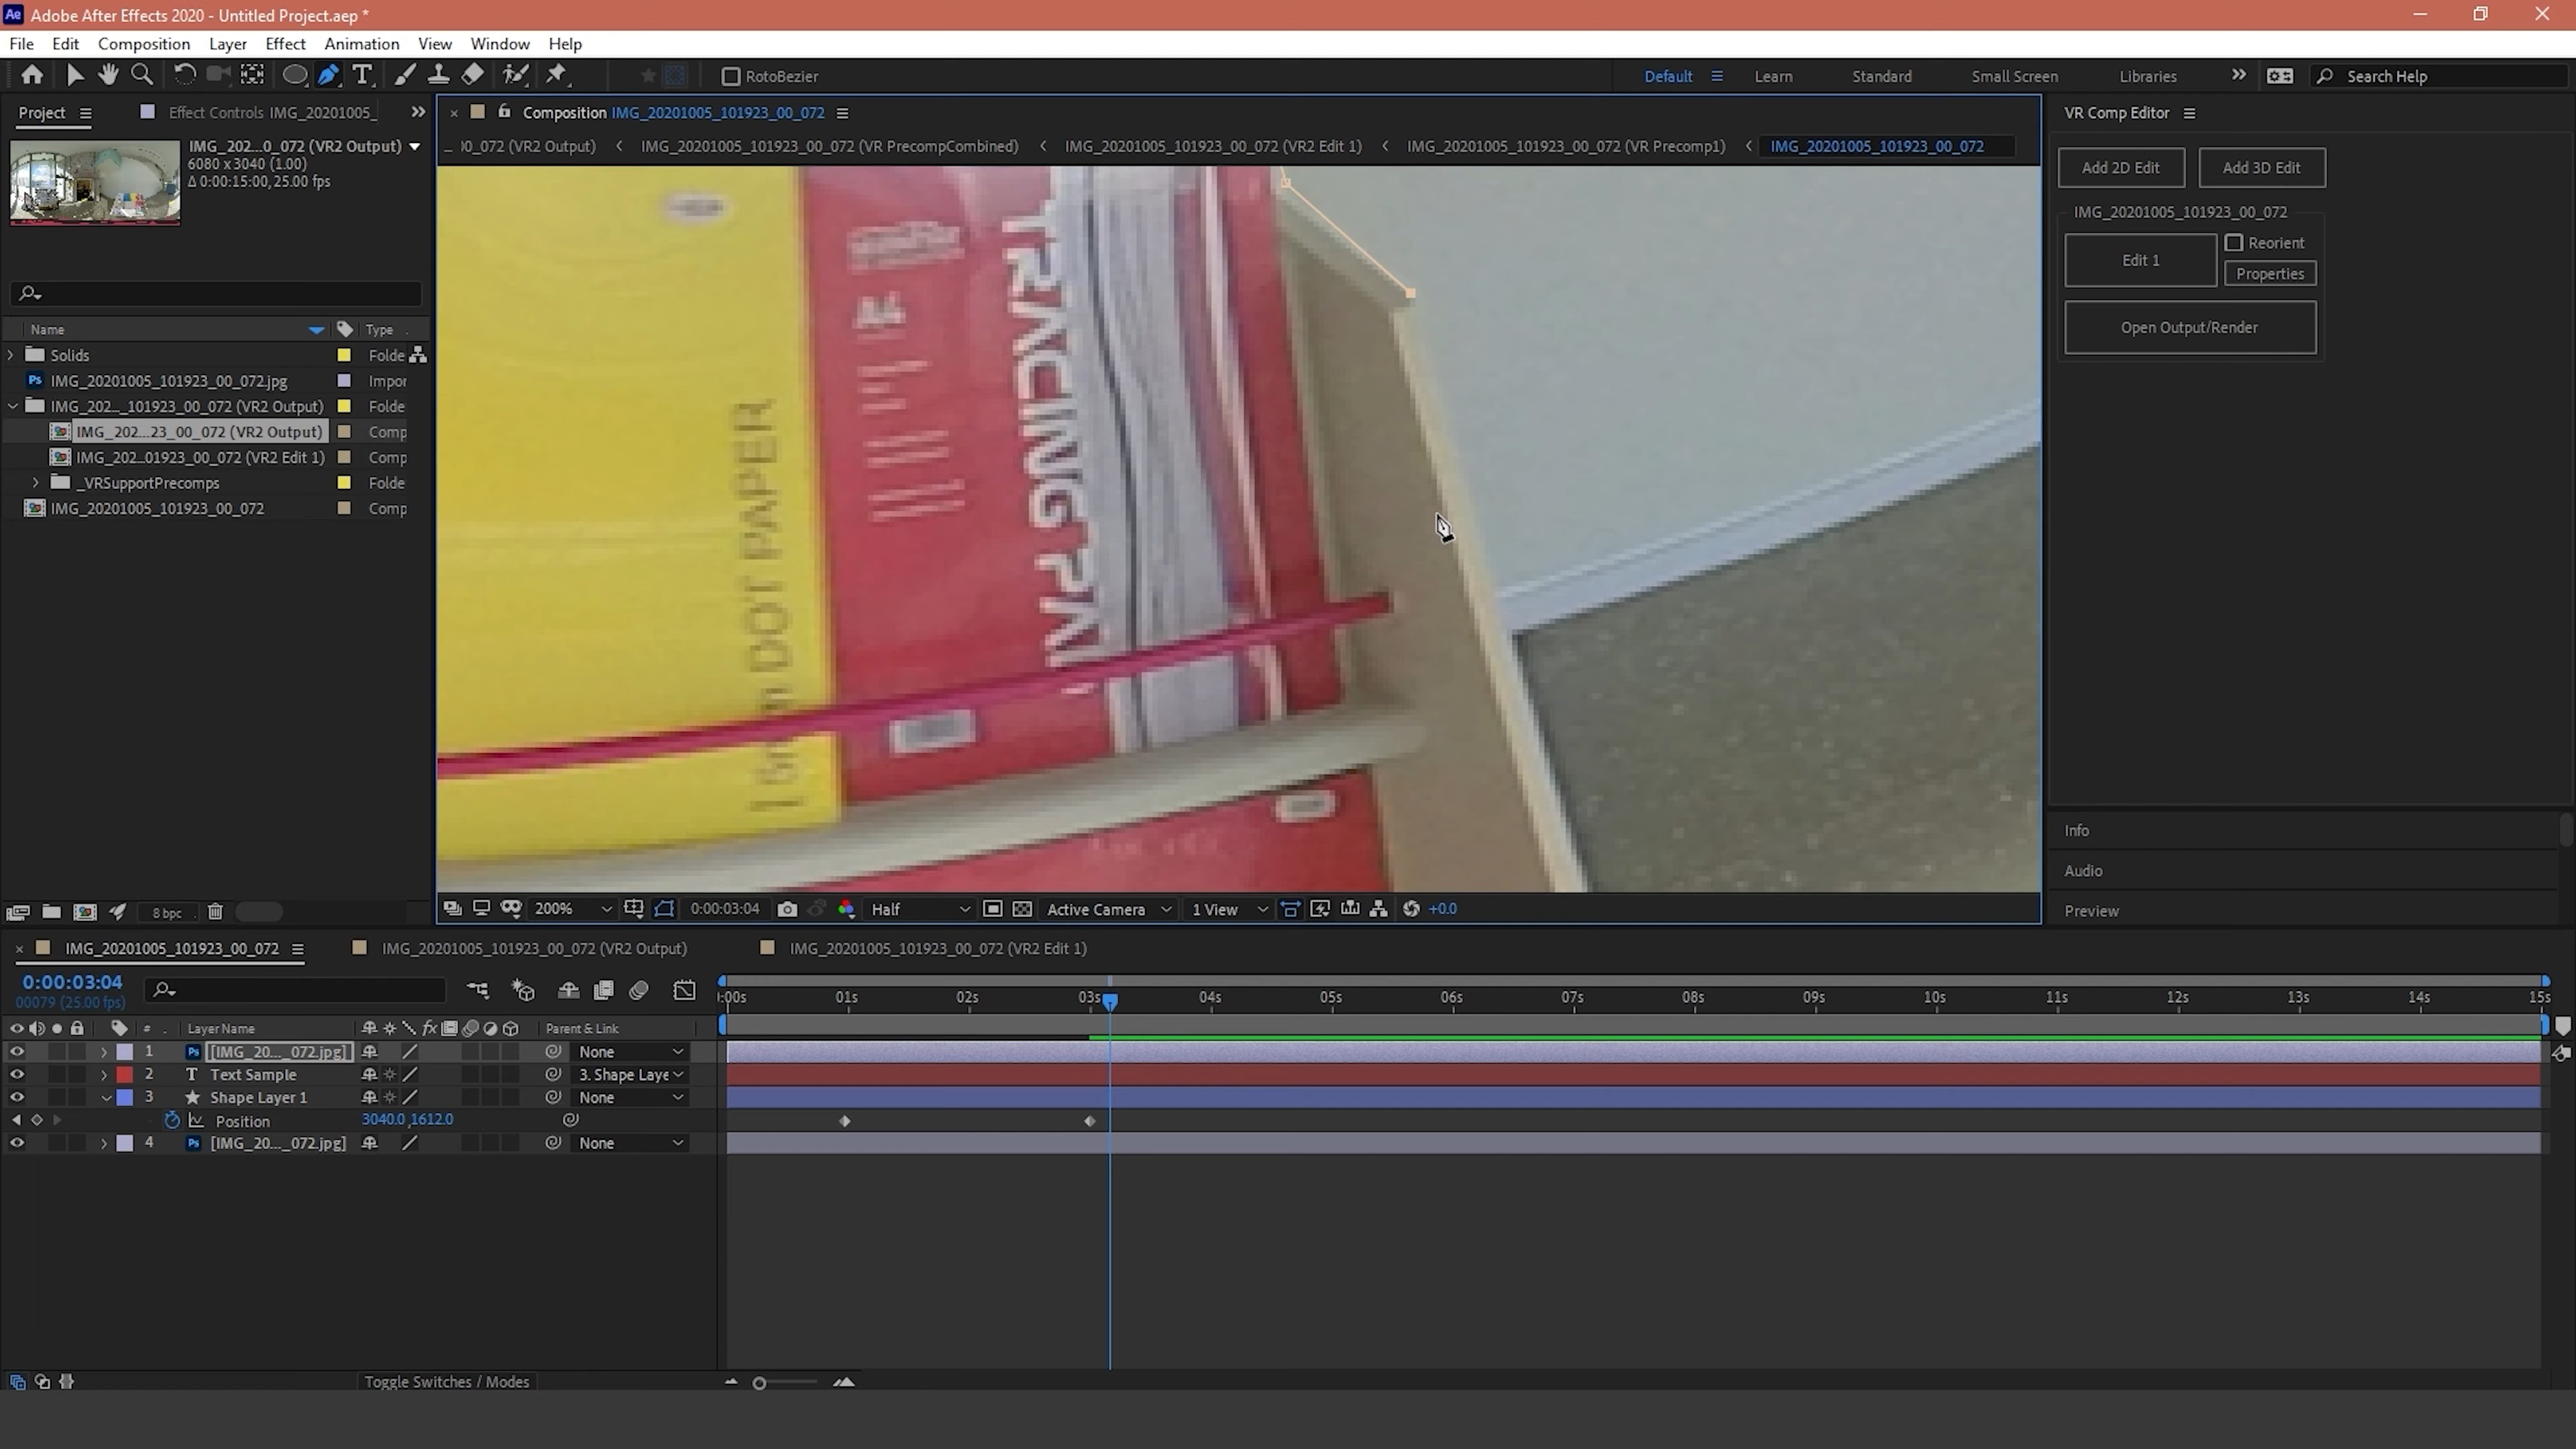 Ae Adobe After Effects 2020 - Untitled Project.aep *
File Edit Composition Layer Effect Animation View Window Help
RotoBezier Default Learn Standard Small Screen Libraries Search Help
Project Effect Controls IMG_20201005_
Composition IMG_20201005_101923_00_072
VR Comp Editor
IMG_202...0_072 (VR2 Output)
6080 x 3040 (1.00)
Δ 0:00:15:00, 25.00 fps
(VR2 Output) < IMG_20201005_101923_00_072 (VR PrecompCombined) < IMG_20201005_101923_00_072 (VR2 Edit 1) < IMG_20201005_101923_00_072 (VR Precomp1) < IMG_20201005_101923_00_072
Add 2D Edit Add 3D Edit
IMG_20201005_101923_00_072
Edit 1 Reorient
Properties
Open Output/Render
Name Type
Solids Folde
Ps IMG_20201005_101923_00_072.jpg Impor
IMG_202..._101923_00_072 (VR2 Output) Folde
IMG_202...23_00_072 (VR2 Output) Comp
IMG_202...01923_00_072 (VR2 Edit 1) Comp
_VRSupportPrecomps Folde
IMG_20201005_101923_00_072 Comp
DOT PAPER
A4
TRACING PA
Info
Audio
Preview
8 bpc
200% 0:00:03:04 Half Active Camera 1 View +0.0
IMG_20201005_101923_00_072 IMG_20201005_101923_00_072 (VR2 Output) IMG_20201005_101923_00_072 (VR2 Edit 1)
0:00:03:04
00079 (25.00 fps)
:00s 01s 02s 03s 04s 05s 06s 07s 08s 09s 10s 11s 12s 13s 14s 15s
# Layer Name fx Parent & Link
1 Ps [IMG_20..._072.jpg] None
2 T Text Sample 3. Shape Laye
3 Shape Layer 1 None
Position 3040.0,1612.0
4 Ps [IMG_20..._072.jpg] None
Toggle Switches / Modes